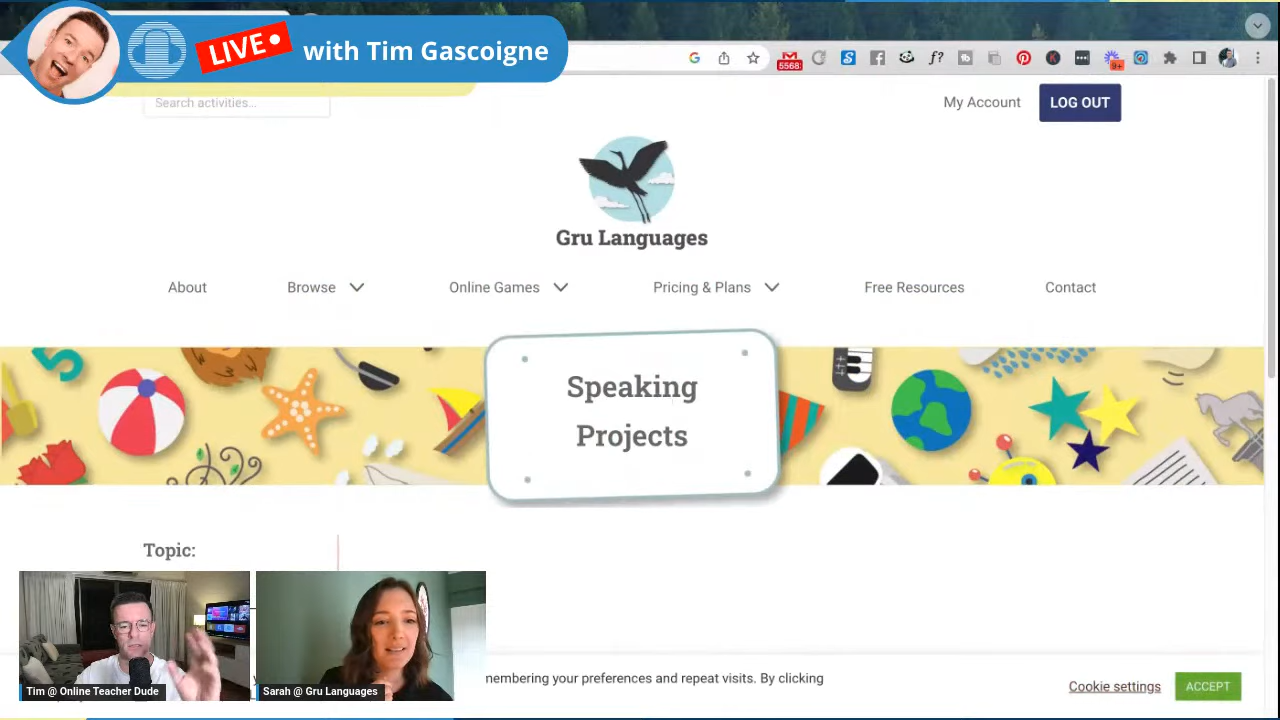 LIVE
with Tim Gascoigne
5568
9+
Search activities...
My Account
LOG OUT
Gru Languages
About
Browse
Online Games
Pricing & Plans
Free Resources
Contact
Speaking
Projects
Topic:
Tim @ Online Teacher Dude
Sarah @ Gru Languages
membering your preferences and repeat visits. By clicking
Cookie settings
ACCEPT